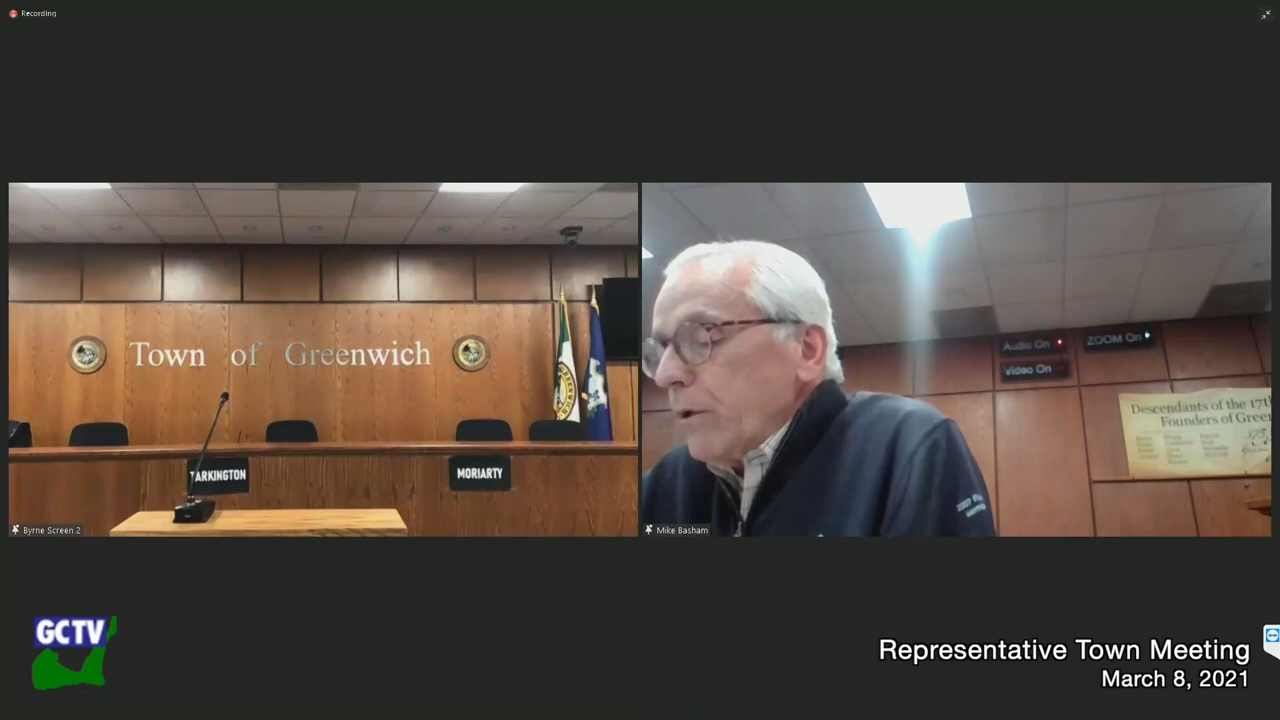 Recording
Town of Greenwich
TARKINGTON
MORIARTY
Byrne Screen 2
Audio On
ZOOM On
Video On
Descendants of the 17th
Founders of Green
Mike Basham
GCTV
Representative Town Meeting
March 8, 2021